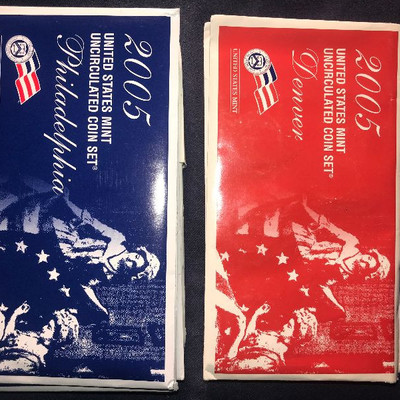 2005
UNITED STATES MINT
UNCIRCULATED COIN SET®
Philadelphia
2005
UNITED STATES MINT
UNCIRCULATED COIN SET®
Denver
UNITED STATES MINT